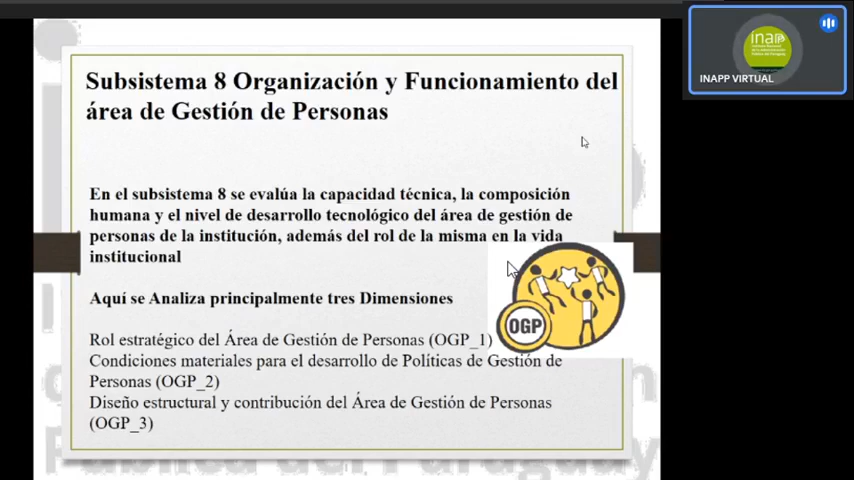 Subsistema 8 Organización y Funcionamiento del
área de Gestión de Personas
En el subsistema 8 se evalúa la capacidad técnica, la composición
humana y el nivel de desarrollo tecnológico del área de gestión de
personas de la institución, además del rol de la misma en la vida
institucional
Aquí se Analiza principalmente tres Dimensiones
Rol estratégico del Área de Gestión de Personas (OGP_1)
Condiciones materiales para el desarrollo de Políticas de Gestión de
Personas (OGP_2)
Diseño estructural y contribución del Área de Gestión de Personas
(OGP_3)
OGP
inapp
INAPP VIRTUAL